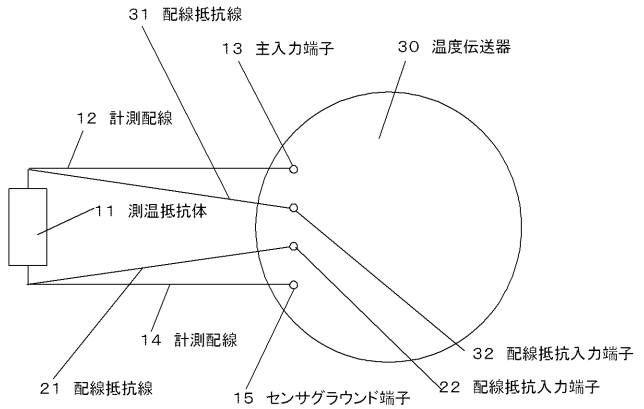 31 配線抵抗線
13 主入力端子
30 温度伝送器
12 計測配線
11 測温抵抗体
14 計測配線
32 配線抵抗入力端子
21 配線抵抗線
15 センサグラウンド端子
22 配線抵抗入力端子